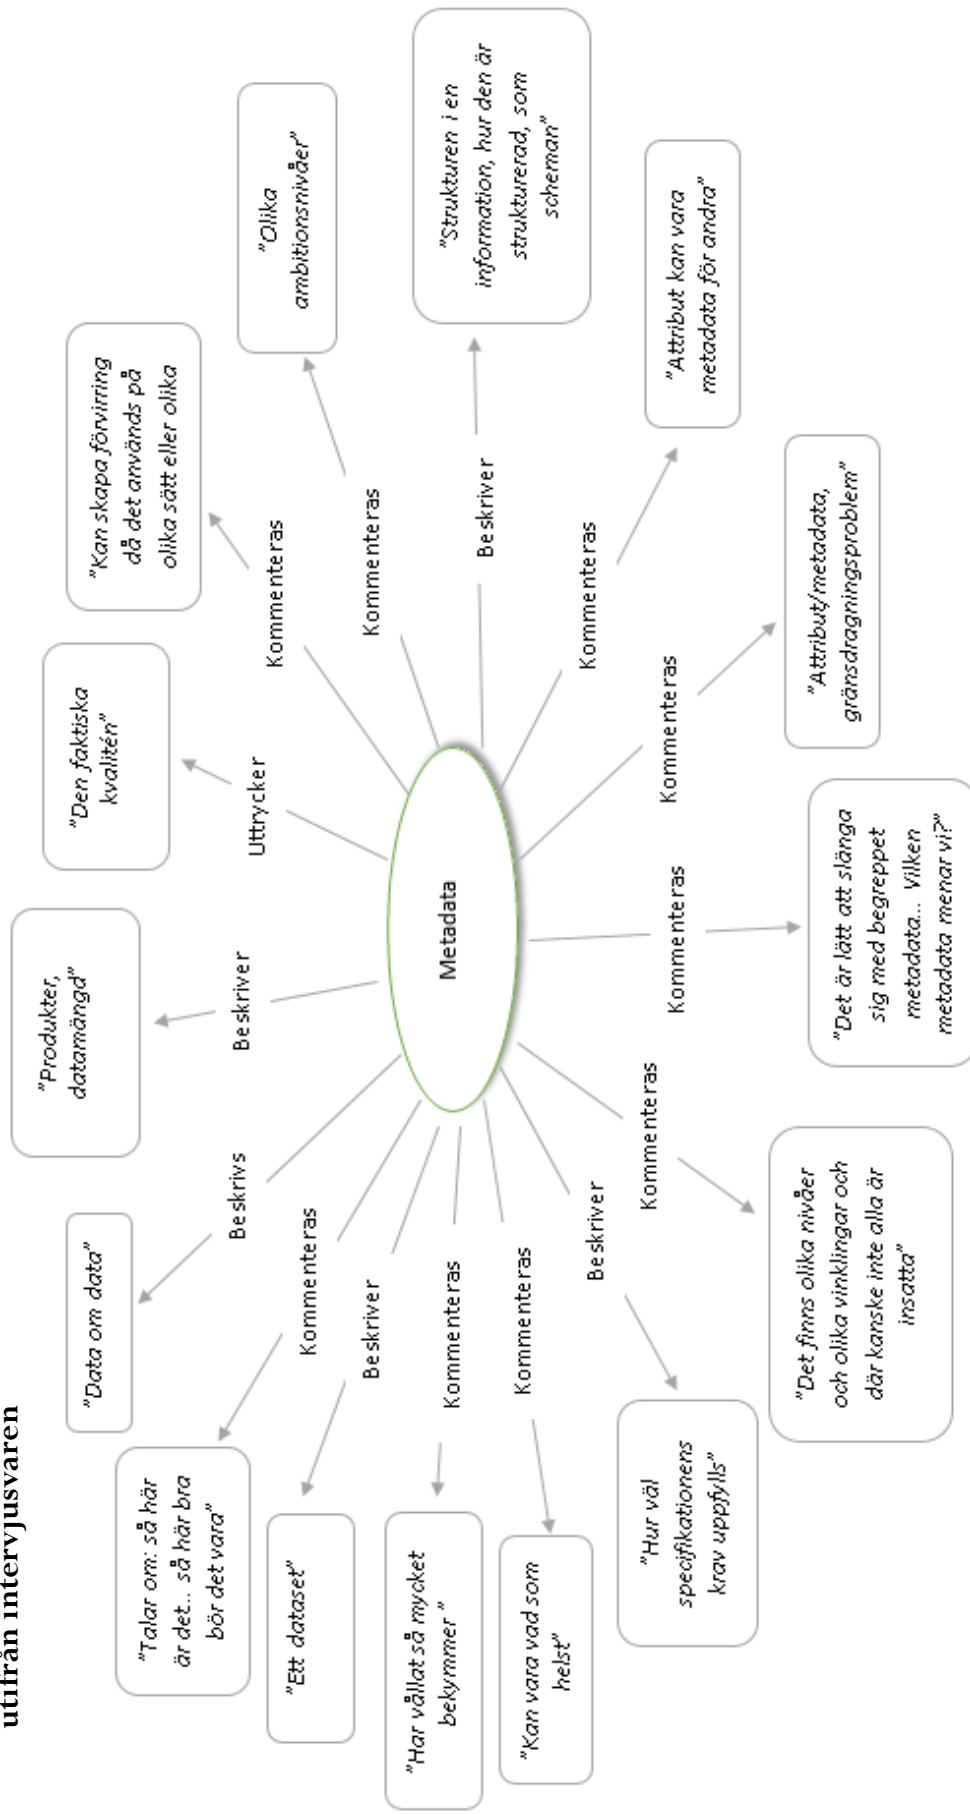 utifrån intervjusvaren
"Talar om: så här
är det.. så här bra
bör det vara"
Kommenteras
"Data om data"
Beskrivs
"Produkter,
datamängd"
Beskriver
"Den faktiska
kvalitén"
Uttrycker
"Kan skapa förvirring
då det används på
olika sätt eller olika
Kommenteras
"Olika
ambitionsnivåer"
Kommenteras
"Ett dataset"
Beskriver
"Har vållat så mycket
bekymmer "
Kommenteras
Metadata
Beskriver
"Strukturen i en
information, hur den är
strukturerad, som
scheman"
"Kan vara vad som
helst"
Kommenteras
Kommenteras
"Attribut kan vara
metadata för andra"
"Hur väl
specifikationens
krav uppfylls"
Beskriver
Kommenteras
"Det finns olika nivåer
och olika vinklingar och
där kanske inte alla är
insatta"
Kommenteras
"Det är lätt att slänga
sig med begreppet
metadata... Vilken
metadata menar vi?"
Kommenteras
"Attribut/metadata,
gränsdragningsproblem"